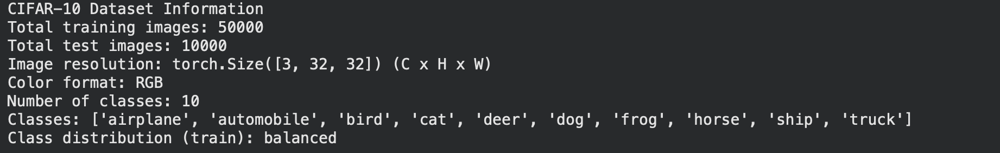 CIFAR-10 Dataset Information
Total training images: 50000
Total test images: 10000
Image resolution: torch.Size([3, 32, 32]) (C x H x W)
Color format: RGB
Number of classes: 10
Classes: ['airplane', 'automobile', 'bird', 'cat', 'deer', 'dog', 'frog', 'horse', 'ship', 'truck']
Class distribution (train): balanced